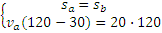 s_a = s_b
v_a(120 − 30) = 20 · 120